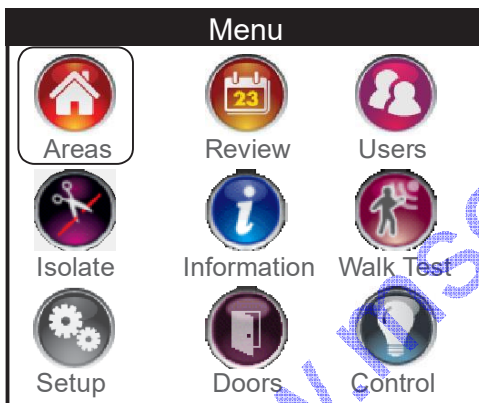 Menu
23
Areas Review Users
Isolate Information Walk Test
Setup Doors Control